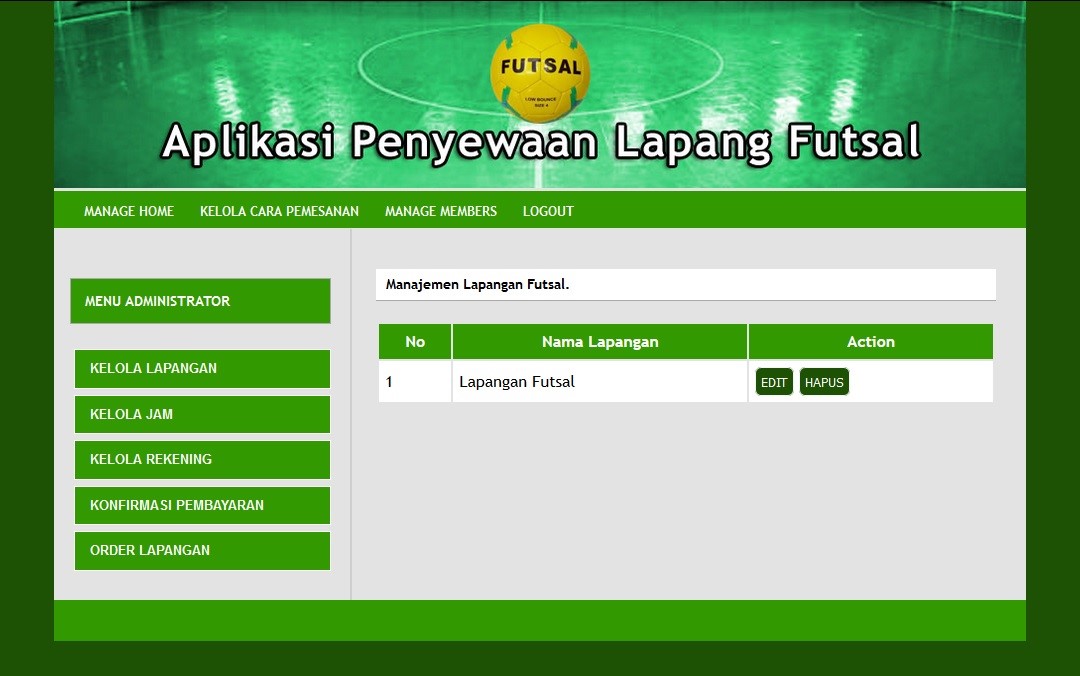 FUTSAL
LOW BOUNCE
SIZE 4
Aplikasi Penyewaan Lapang Futsal
MANAGE HOME KELOLA CARA PEMESANAN MANAGE MEMBERS LOGOUT
MENU ADMINISTRATOR
KELOLA LAPANGAN
KELOLA JAM
KELOLA REKENING
KONFIRMASI PEMBAYARAN
ORDER LAPANGAN
Manajemen Lapangan Futsal.
No Nama Lapangan Action
1 Lapangan Futsal EDIT HAPUS